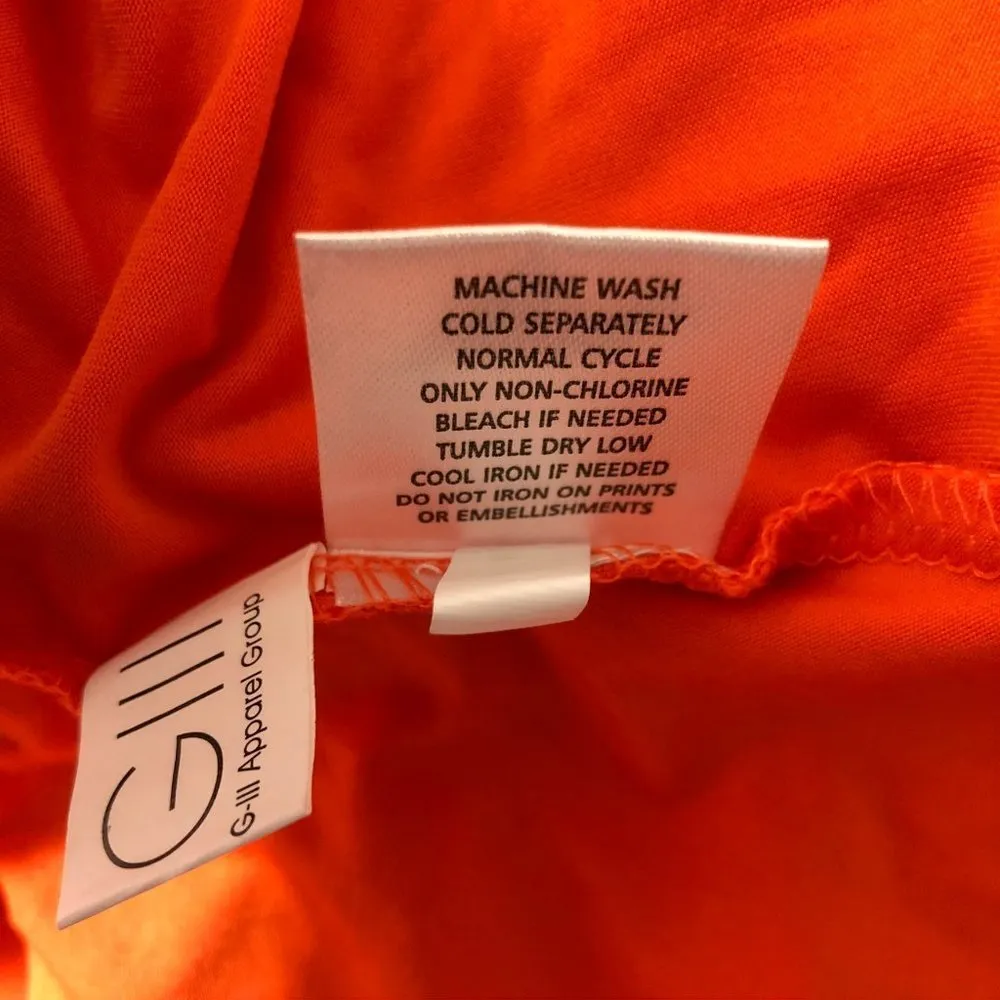 MACHINE WASH
COLD SEPARATELY
NORMAL CYCLE
ONLY NON-CHLORINE
BLEACH IF NEEDED
TUMBLE DRY LOW
COOL IRON IF NEEDED
DO NOT IRON ON PRINTS
OR EMBELLISHMENTS
GIII
G-III Apparel Group